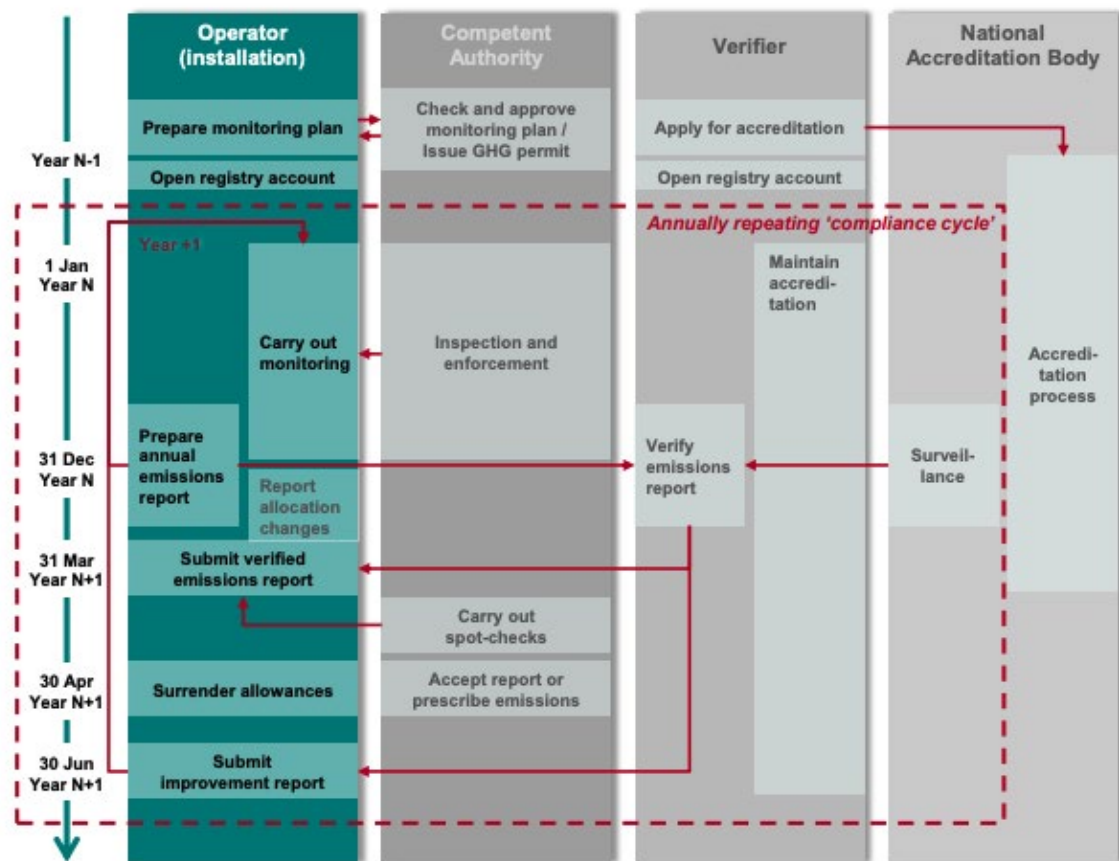 Operator
(installation)
Competent
Authority
Verifier
National
Accreditation Body
Year N-1
Prepare monitoring plan
Check and approve
monitoring plan /
Issue GHG permit
Apply for accreditation
Open registry account
Open registry account
Annually repeating ‘compliance cycle’
Year +1
1 Jan
Year N
Carry out
monitoring
Inspection and
enforcement
Maintain
accredi-
tation
Accredi-
tation
process
31 Dec
Year N
Prepare
annual
emissions
report
Report
allocation
changes
Verify
emissions
report
Surveil-
lance
31 Mar
Year N+1
Submit verified
emissions report
Carry out
spot-checks
30 Apr
Year N+1
Surrender allowances
Accept report or
prescribe emissions
30 Jun
Year N+1
Submit
improvement report